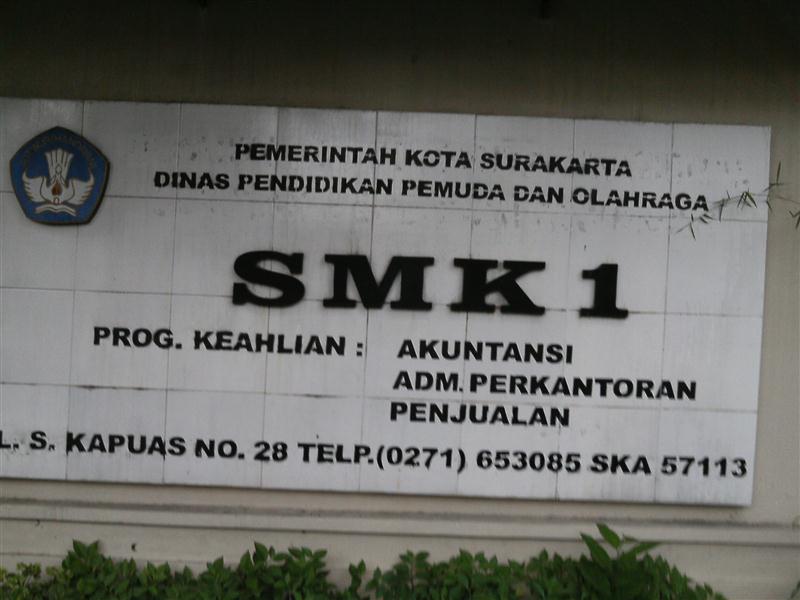 PEMERINTAH KOTA SURAKARTA
DINAS PENDIDIKAN PEMUDA DAN OLAHRAGA
SMK 1
PROG. KEAHLIAN : AKUNTANSI
ADM. PERKANTORAN
PENJUALAN
L. S. KAPUAS NO. 28 TELP.(0271) 653085 SKA 57113